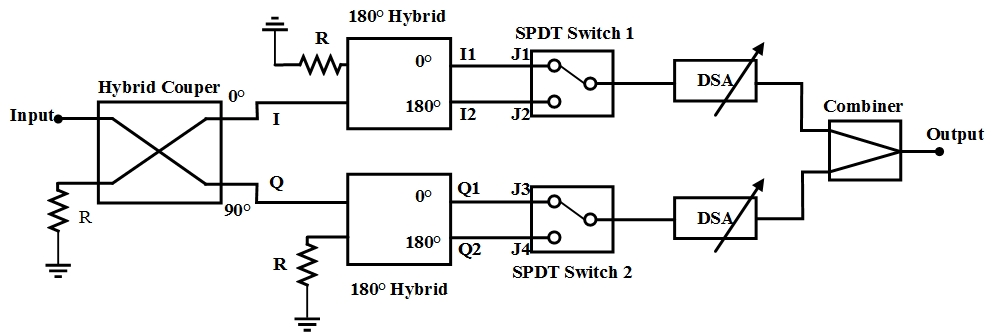 180° Hybrid
R
0°
180°
I1
I2
J1
J2
SPDT Switch 1
DSA
Hybrid Couper
0°
I
Input
R
Q
90°
Combiner
Output
0°
180°
Q1
Q2
J3
J4
R
180° Hybrid
SPDT Switch 2
DSA